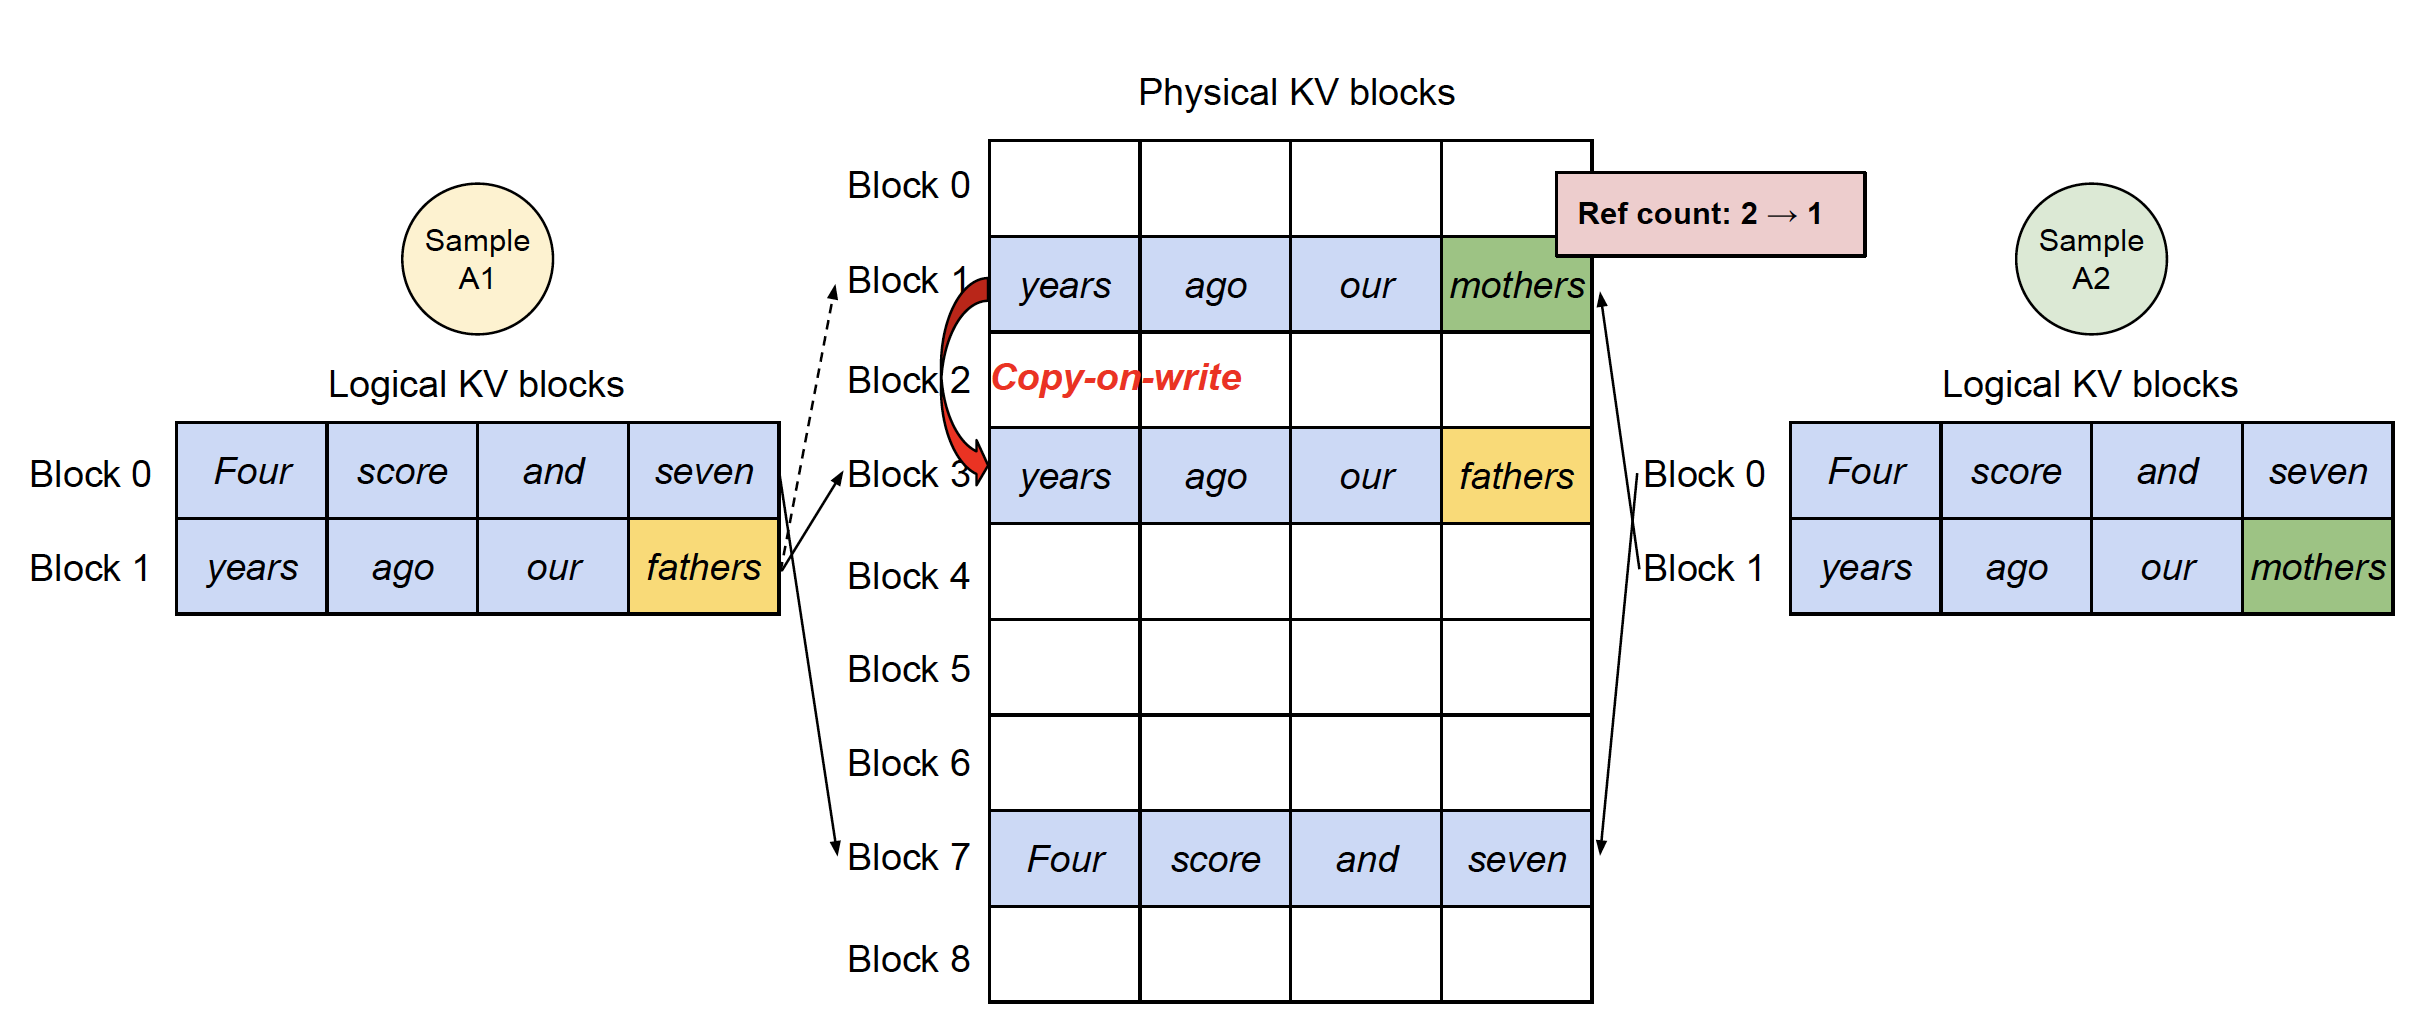 Physical KV blocks
Sample
A1
Logical KV blocks
Block 0 Four score and seven
Block 1 years ago our fathers
Block 0
Ref count: 2 → 1
Block 1 years ago our mothers
Block 2 Copy-on-write
Block 3 years ago our fathers
Block 4
Block 5
Block 6
Block 7 Four score and seven
Block 8
Sample
A2
Logical KV blocks
Block 0 Four score and seven
Block 1 years ago our mothers